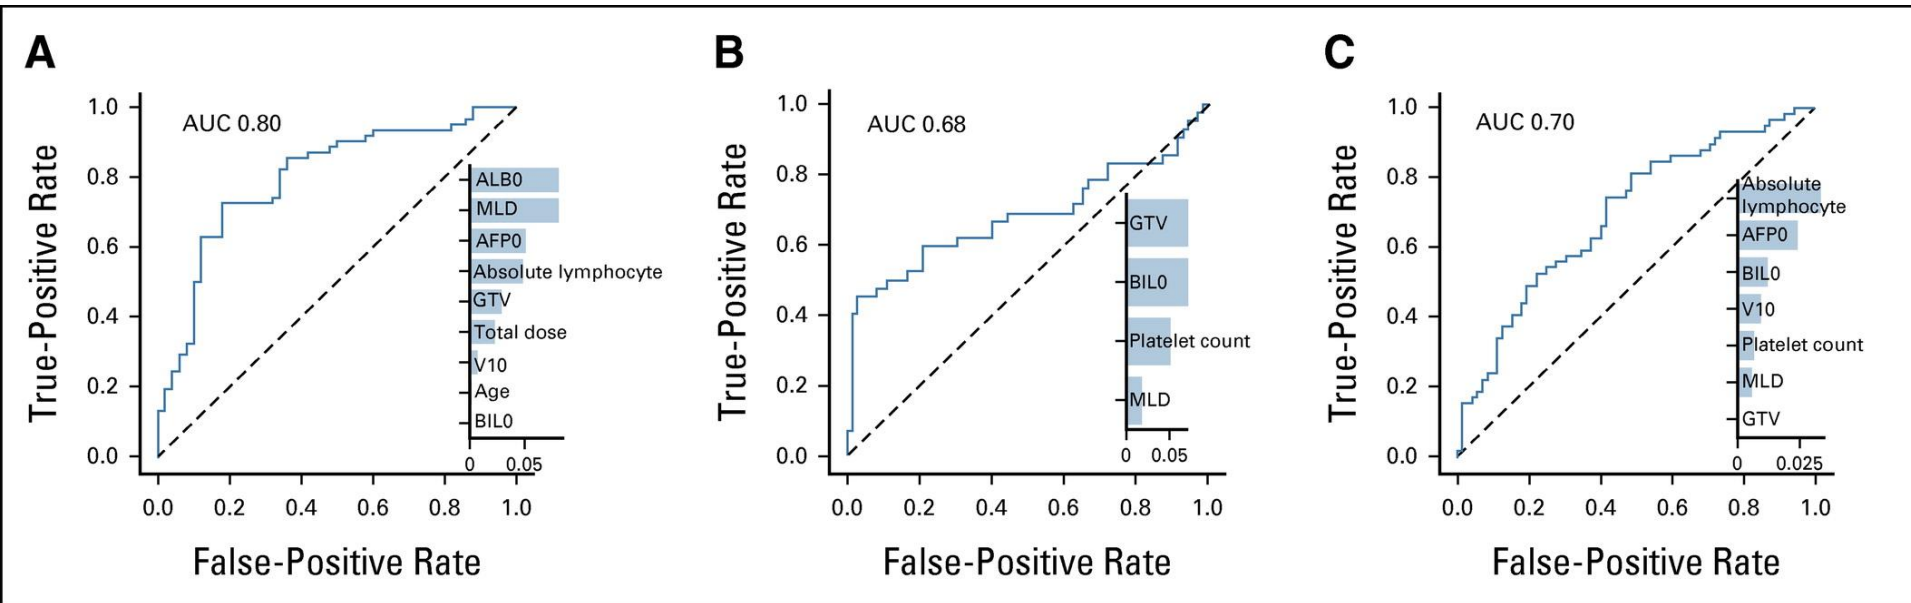 A
AUC 0.80
True-Positive Rate
1.0
0.8
0.6
0.4
0.2
0.0
ALB0
MLD
AFP0
Absolute lymphocyte
GTV
Total dose
V10
Age
BIL0
0 0.05
0.0 0.2 0.4 0.6 0.8 1.0
False-Positive Rate
B
AUC 0.68
True-Positive Rate
1.0
0.8
0.6
0.4
0.2
0.0
GTV
BIL0
Platelet count
MLD
0 0.05
0.0 0.2 0.4 0.6 0.8 1.0
False-Positive Rate
C
AUC 0.70
True-Positive Rate
1.0
0.8
0.6
0.4
0.2
0.0
Absolute
lymphocyte
AFP0
BIL0
V10
Platelet count
MLD
GTV
0 0.025
0.0 0.2 0.4 0.6 0.8 1.0
False-Positive Rate